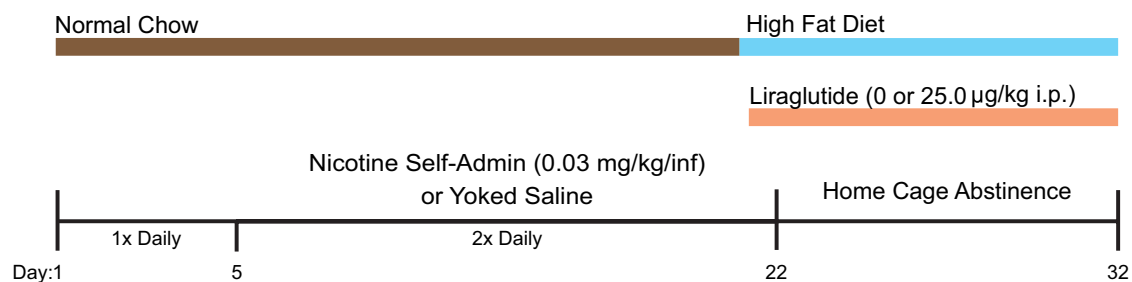 Normal Chow
High Fat Diet
Liraglutide (0 or 25.0 µg/kg i.p.)
Nicotine Self-Admin (0.03 mg/kg/inf)
or Yoked Saline
Home Cage Abstinence
1x Daily
2x Daily
Day:1
5
22
32